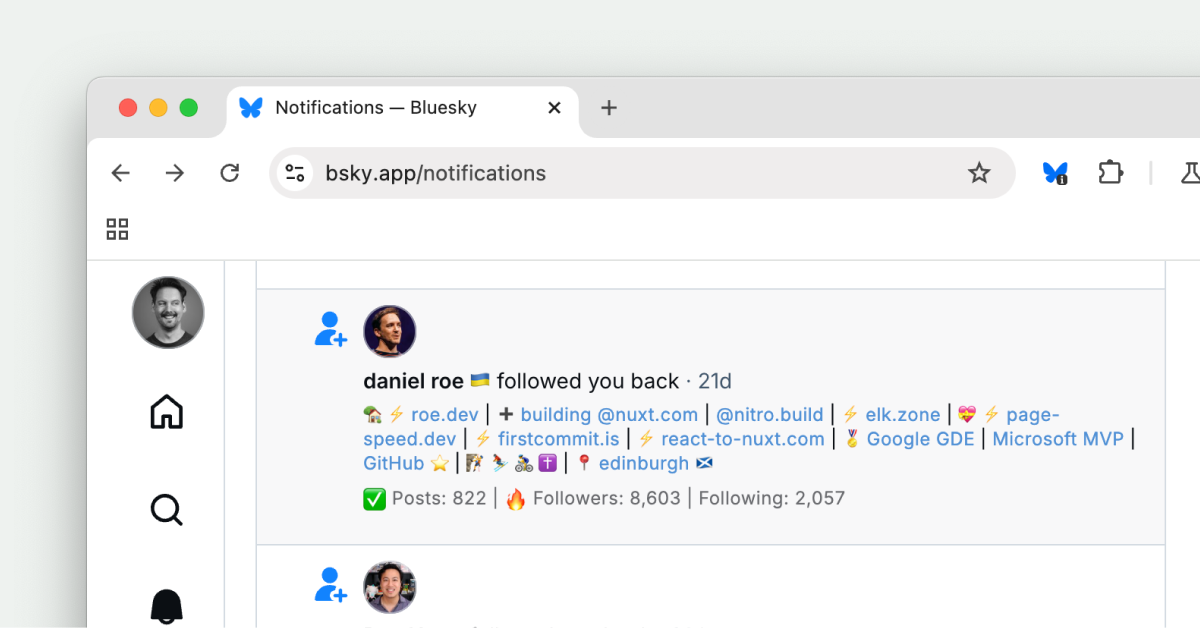 Notifications — Bluesky
bsky.app/notifications
daniel roe 🇺🇦 followed you back · 21d
🏡 ⚡ roe.dev | ➕ building @nuxt.com | @nitro.build | ⚡ elk.zone | 💝 ⚡ page-
speed.dev | ⚡ firstcommit.is | ⚡ react-to-nuxt.com | 🏅 Google GDE | Microsoft MVP |
GitHub ⭐ | 🧗 ⛷️ 🚴 ✝️ | 📍 edinburgh 🏴󠁧󠁢󠁳󠁣󠁴󠁿
✅ Posts: 822 | 🔥 Followers: 8,603 | Following: 2,057